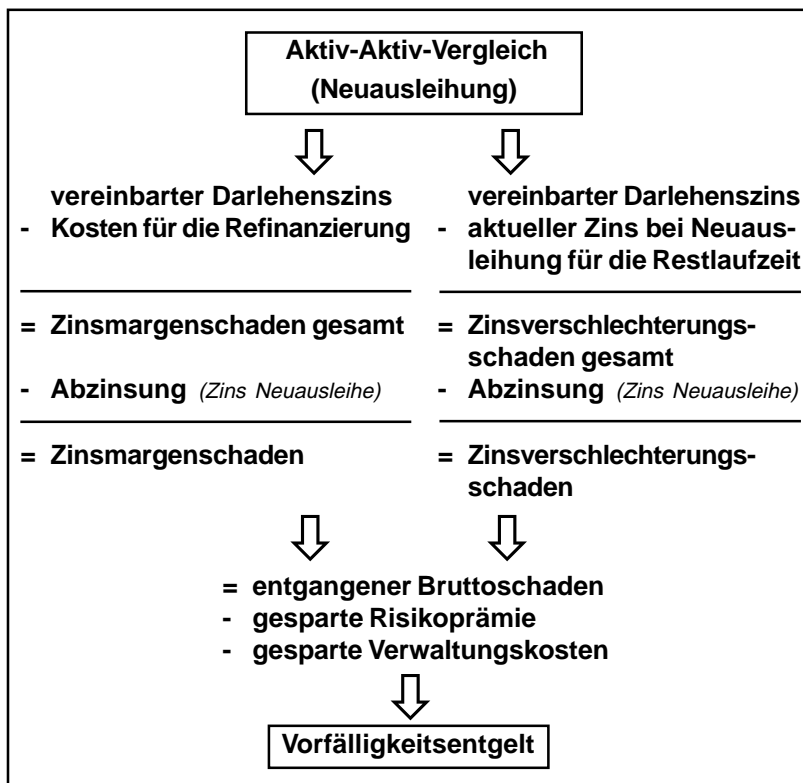 Aktiv-Aktiv-Vergleich
(Neuausleihung)
vereinbarter Darlehenszins
- Kosten für die Refinanzierung
= Zinsmargenschaden gesamt
- Abzinsung (Zins Neuausleihe)
= Zinsmargenschaden
vereinbarter Darlehenszins
- aktueller Zins bei Neuaus-
leihung für die Restlaufzeit
= Zinsverschlechterungs-
schaden gesamt
- Abzinsung (Zins Neuausleihe)
= Zinsverschlechterungs-
schaden
= entgangener Bruttoschaden
- gesparte Risikoprämie
- gesparte Verwaltungskosten
Vorfälligkeitsentgelt